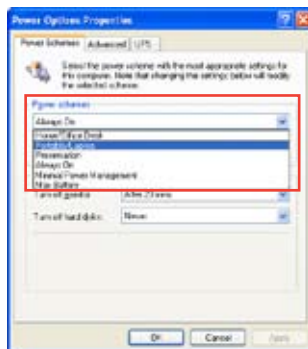 Power Options Properties
Power Schemes Advanced UPS
Select the power scheme with the most appropriate settings for
this computer. Note that changing the settings below will modify
the selected scheme.
Power schemes
Always On
Home/Office Desk
Portable/Laptop
Presentation
Always On
Minimal Power Management
Max Battery
Turn off monitor: After 20 mins
Turn off hard disks: Never
OK Cancel Apply